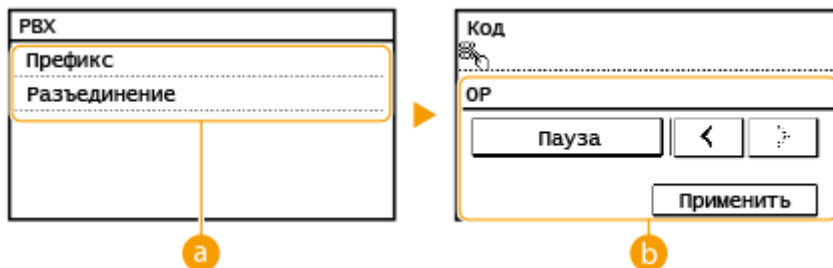 PBX
Префикс
Разъединение
a
Код
0P
Пауза
Применить
b